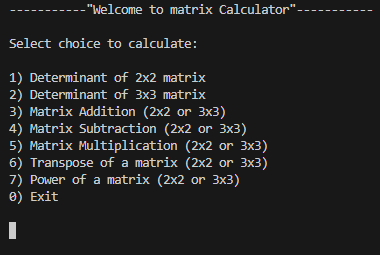 -----------"Welcome to matrix Calculator"-----------
Select choice to calculate:
1) Determinant of 2x2 matrix
2) Determinant of 3x3 matrix
3) Matrix Addition (2x2 or 3x3)
4) Matrix Subtraction (2x2 or 3x3)
5) Matrix Multiplication (2x2 or 3x3)
6) Transpose of a matrix (2x2 or 3x3)
7) Power of a matrix (2x2 or 3x3)
0) Exit